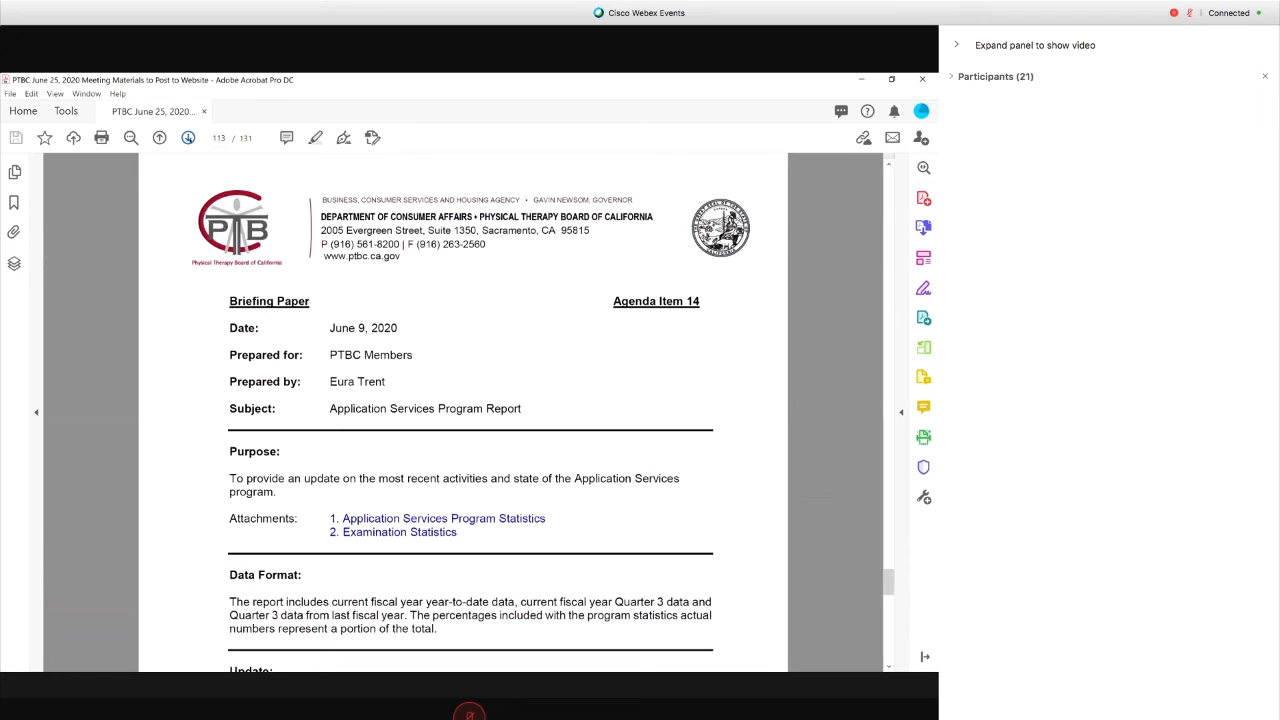 Cisco Webex Events
Connected
Expand panel to show video
Participants (21)
PTBC June 25, 2020 Meeting Materials to Post to Website - Adobe Acrobat Pro DC
File Edit View Window Help
Home Tools PTBC June 25, 2020...
113 / 131
BUSINESS, CONSUMER SERVICES AND HOUSING AGENCY • GAVIN NEWSOM, GOVERNOR
DEPARTMENT OF CONSUMER AFFAIRS • PHYSICAL THERAPY BOARD OF CALIFORNIA
2005 Evergreen Street, Suite 1350, Sacramento, CA 95815
P (916) 561-8200 | F (916) 263-2560
www.ptbc.ca.gov
PTB
Physical Therapy Board of California
Briefing Paper Agenda Item 14
Date: June 9, 2020
Prepared for: PTBC Members
Prepared by: Eura Trent
Subject: Application Services Program Report
Purpose:
To provide an update on the most recent activities and state of the Application Services
program.
Attachments: 1. Application Services Program Statistics
2. Examination Statistics
Data Format:
The report includes current fiscal year year-to-date data, current fiscal year Quarter 3 data and
Quarter 3 data from last fiscal year. The percentages included with the program statistics actual
numbers represent a portion of the total.
Update: